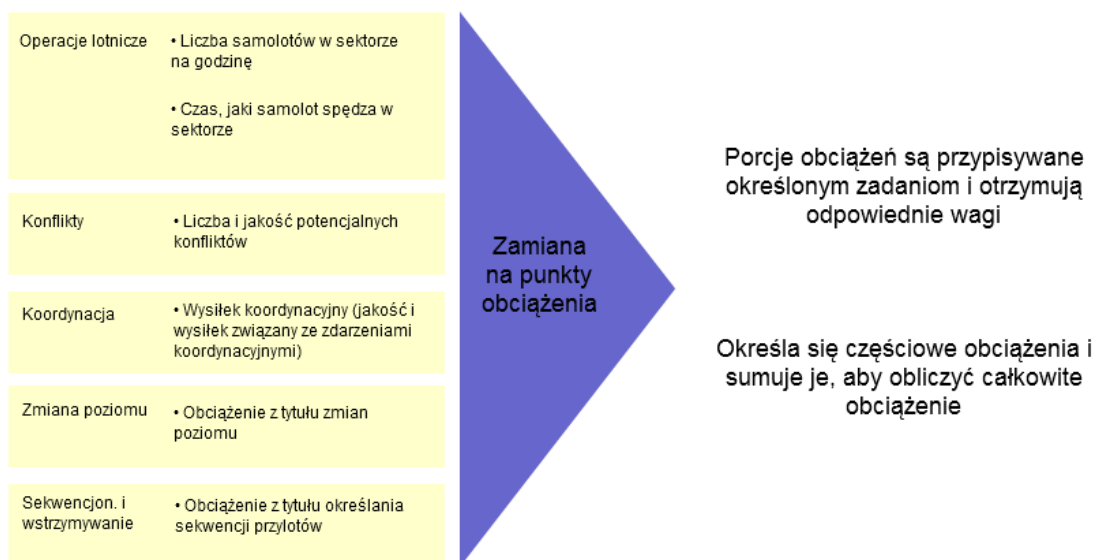 Operacje lotnicze
• Liczba samolotów w sektorze
na godzinę
• Czas, jaki samolot spędza w
sektorze
Konflikty
• Liczba i jakość potencjalnych
konfliktów
Koordynacja
• Wysiłek koordynacyjny (jakość i
wysiłek związany ze zdarzeniami
koordynacyjnymi)
Zmiana poziomu
• Obciążenie z tytułu zmian
poziomu
Sekwencjon. i
wstrzymywanie
• Obciążenie z tytułu określania
sekwencji przylotów
Zamiana
na punkty
obciążenia
Porcje obciążeń są przypisywane
określonym zadaniom i otrzymują
odpowiednie wagi
Określa się częściowe obciążenia i
sumuje je, aby obliczyć całkowite
obciążenie